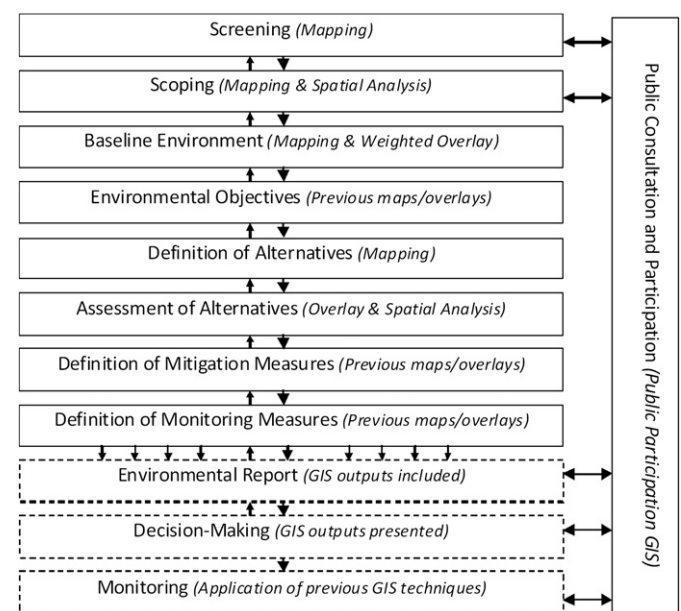 Screening (Mapping)
Scoping (Mapping & Spatial Analysis)
Baseline Environment (Mapping & Weighted Overlay)
Environmental Objectives (Previous maps/overlays)
Definition of Alternatives (Mapping)
Assessment of Alternatives (Overlay & Spatial Analysis)
Definition of Mitigation Measures (Previous maps/overlays)
Definition of Monitoring Measures (Previous maps/overlays)
Environmental Report (GIS outputs included)
Decision-Making (GIS outputs presented)
Monitoring (Application of previous GIS techniques)
Public Consultation and Participation (Public Participation GIS)